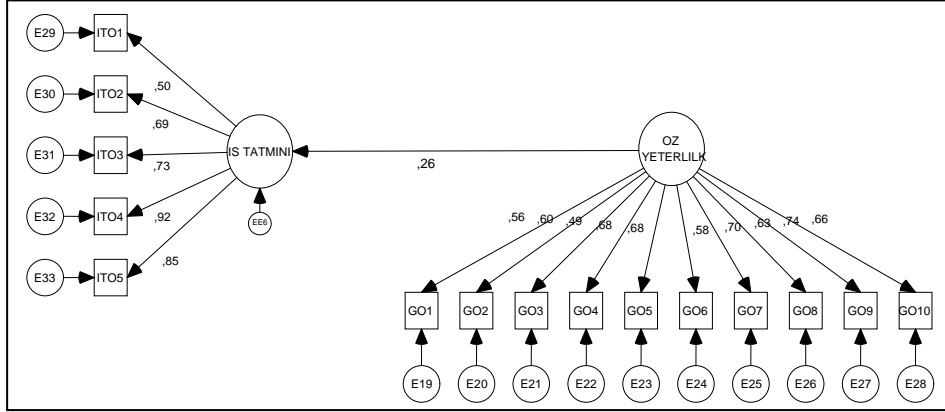 E29
ITO1
E30
ITO2
E31
ITO3
E32
ITO4
E33
ITO5
,50
,69
,73
,92
,85
IS TATMINI
EE6
,26
OZ
YETERLILK
,56
,60
,49
,68
,68
,58
,70
,63
,74
,66
GO1
GO2
GO3
GO4
GO5
GO6
GO7
GO8
GO9
GO10
E19
E20
E21
E22
E23
E24
E25
E26
E27
E28